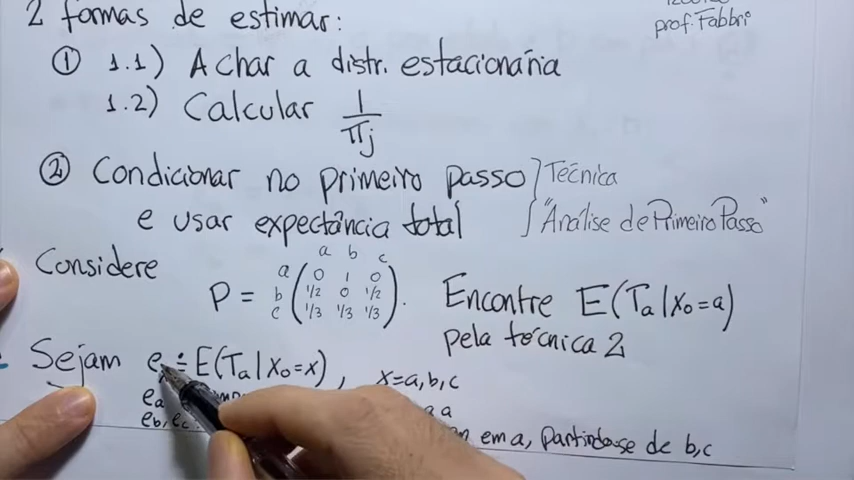 2 formas de estimar:
prof. Fabbri
① 1.1) Achar a distr. estacionária
1.2) Calcular 1/πj
② Condicionar no primeiro passo
e usar expectância total
Técnica
"Análise de Primeiro Passo"
Considere
a b c
P =
a 0 1 0
b 1/2 0 1/2
c 1/3 1/3 1/3
Encontre E(Ta|X0=a)
pela técnica 2
Sejam ex := E(Ta|X0=x), x=a,b,c
ea
a
eb, ec: em a, partindo-se de b,c